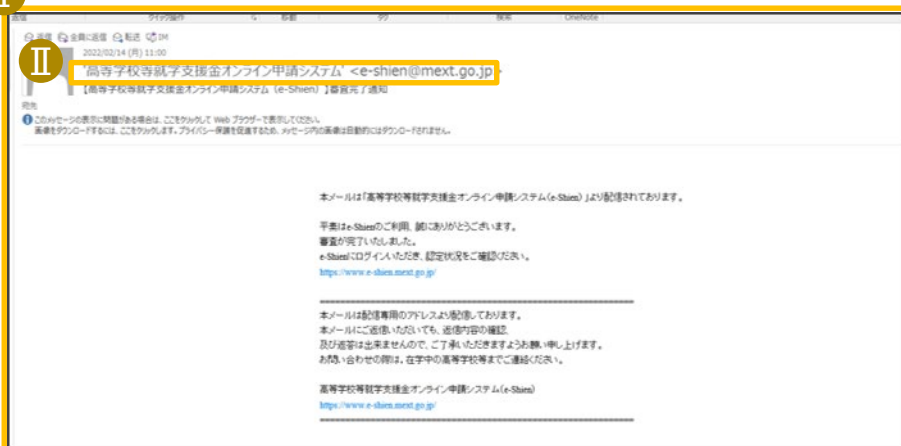 I
返信 クイック操作 移動 タグ 検索 OneNote
返信 全員に返信 転送 IM
II
2022/02/14 (月) 11:00
'高等学校等就学支援金オンライン申請システム' <e-shien@mext.go.jp>
【高等学校等就学支援金オンライン申請システム (e-Shien) 】審査完了通知
宛先
このメッセージの表示に問題がある場合は、ここをクリックして Web ブラウザーで表示してください。
画像をダウンロードするには、ここをクリックします。プライバシー保護を促進するため、メッセージ内の画像は自動的にはダウンロードされません。
本メールは「高等学校等就学支援金オンライン申請システム(e-Shien)」より配信されております。
平素はe-Shienのご利用、誠にありがとうございます。
審査が完了いたしました。
e-Shienにログインいただき、認定状況をご確認ください。
https://www.e-shien.mext.go.jp/
本メールは配信専用のアドレスより配信しております。
本メールにご返信いただいても、返信内容の確認、
及び返答は出来ませんので、ご了承いただきますようお願い申し上げます。
お問い合わせの際は、在学中の高等学校等までご連絡ください。
高等学校等就学支援金オンライン申請システム(e-Shien)
https://www.e-shien.mext.go.jp/